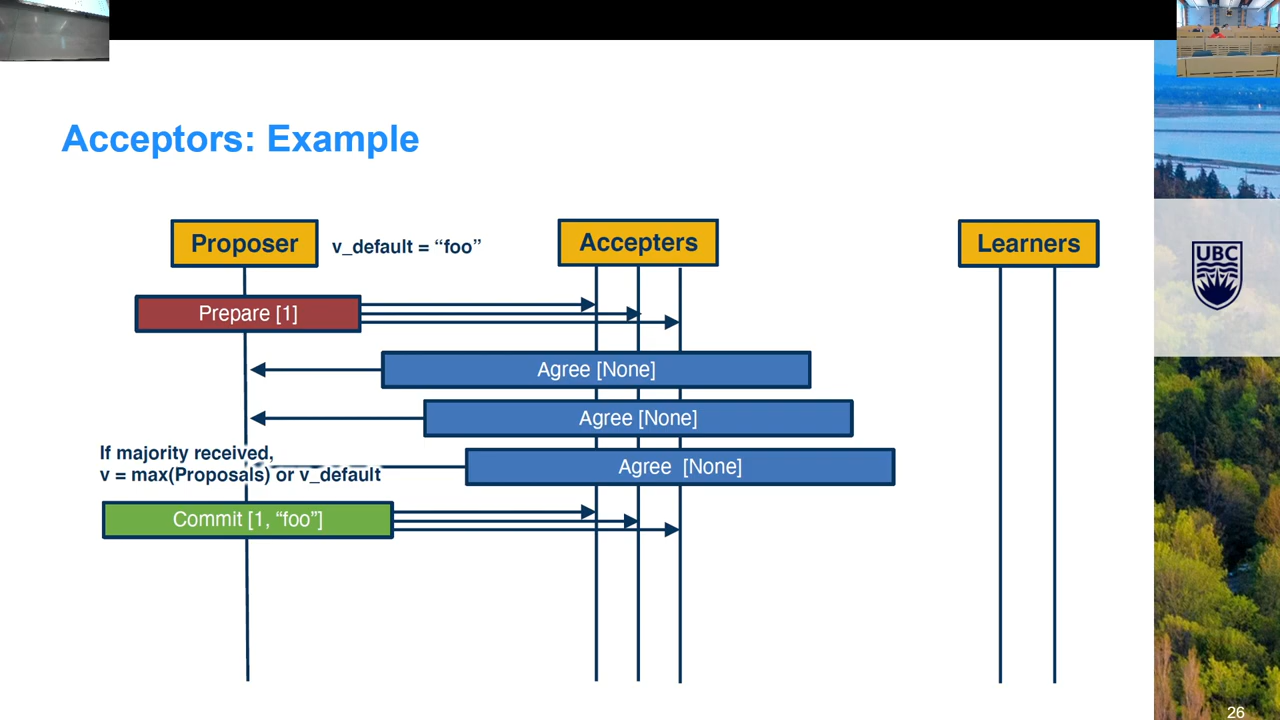 Acceptors: Example
Proposer
v_default = “foo”
Accepters
Learners
UBC
Prepare [1]
Agree [None]
Agree [None]
If majority received,
v = max(Proposals) or v_default
Agree [None]
Commit [1, “foo”]
26